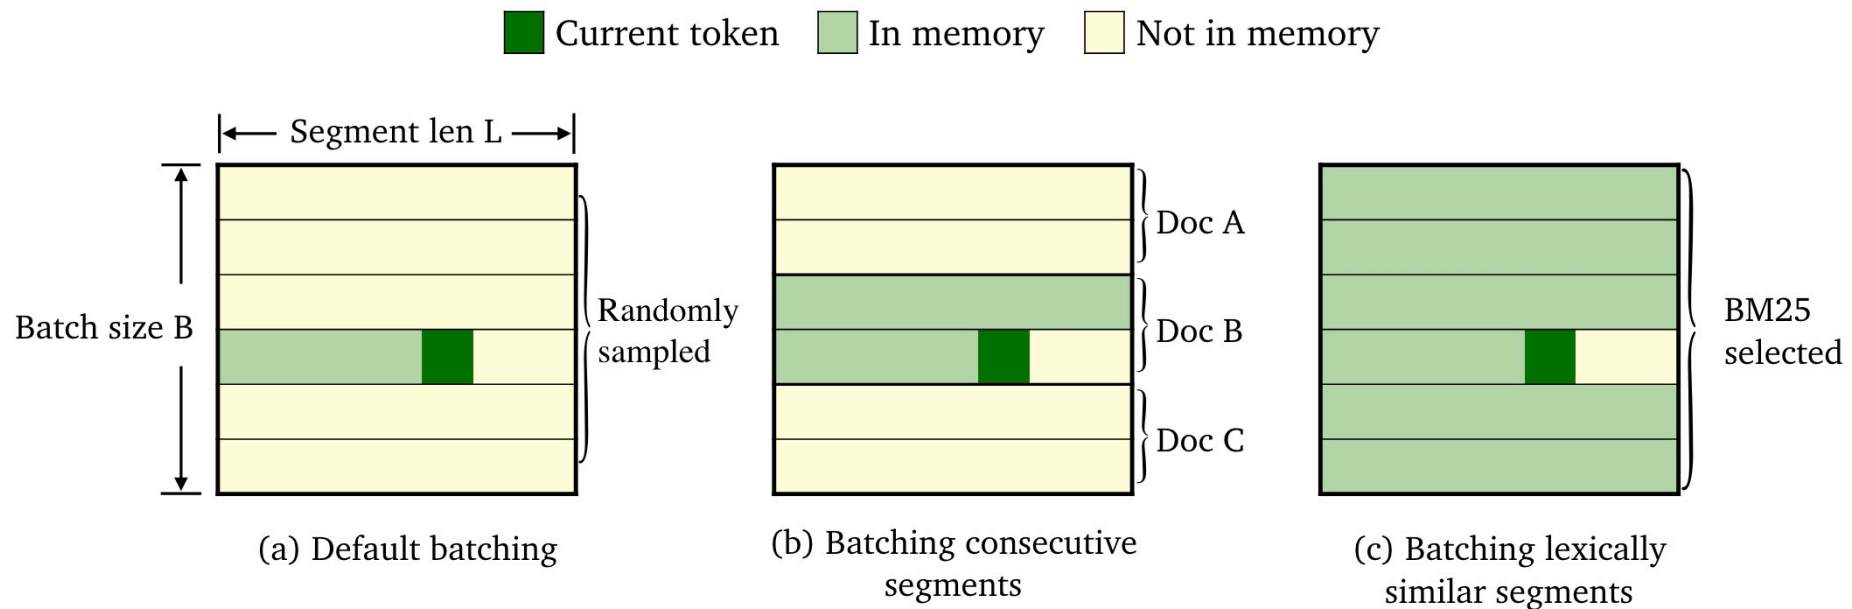 Current token
In memory
Not in memory
Segment len L
Batch size B
Randomly
sampled
(a) Default batching
Doc A
Doc B
Doc C
(b) Batching consecutive
segments
BM25
selected
(c) Batching lexically
similar segments